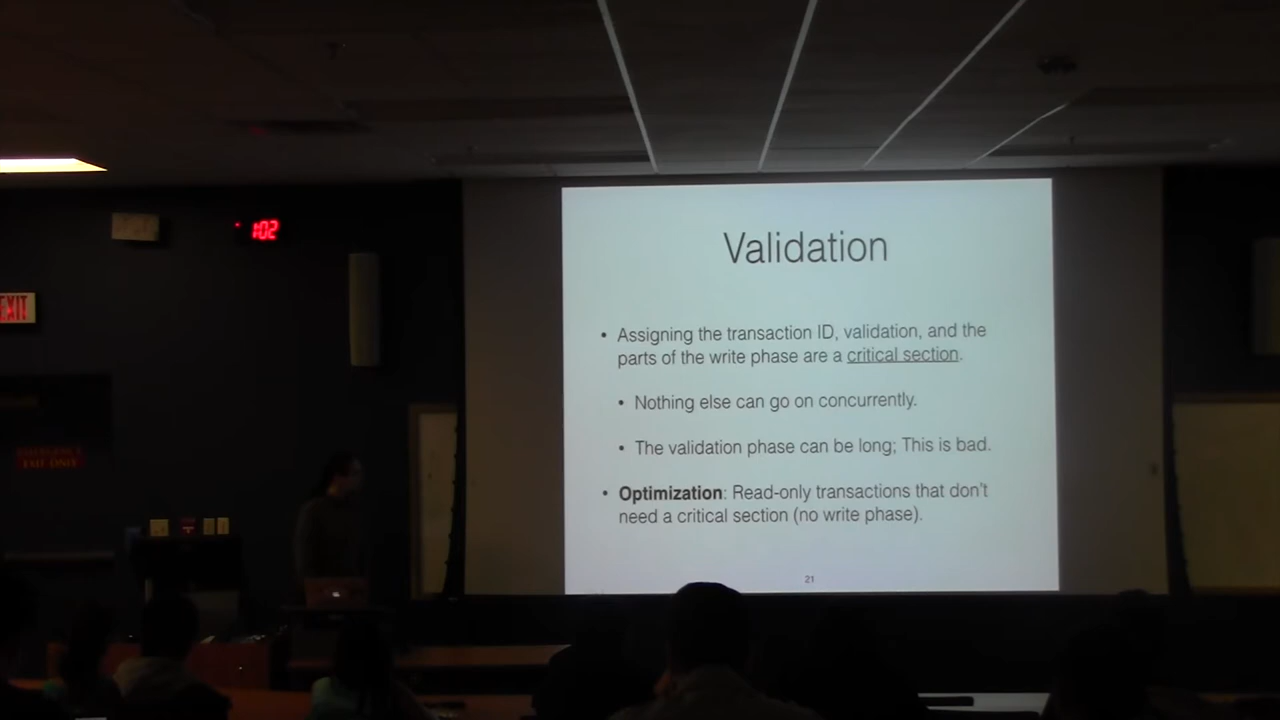 1:02
EXIT
Validation
• Assigning the transaction ID, validation, and the
parts of the write phase are a critical section.
• Nothing else can go on concurrently.
• The validation phase can be long; This is bad.
• Optimization: Read-only transactions that don't
need a critical section (no write phase).
21